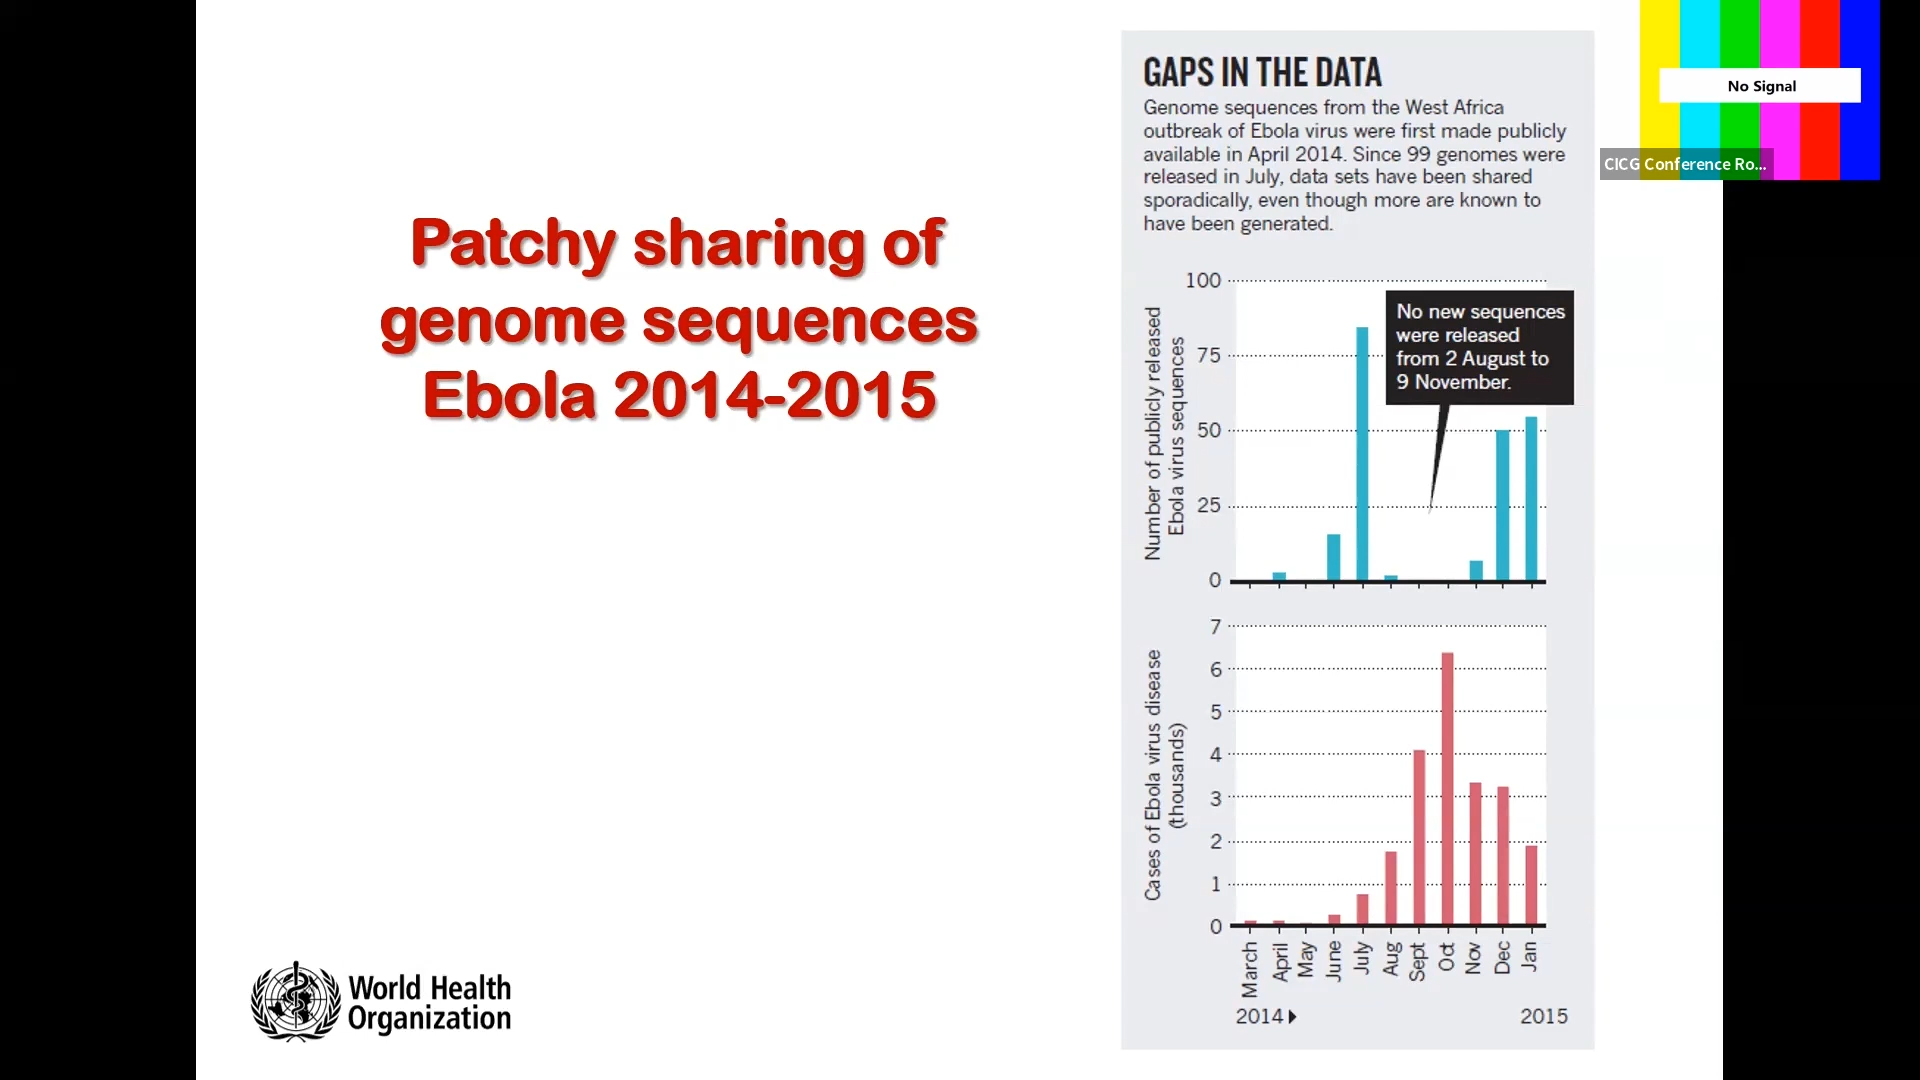 Patchy sharing of
genome sequences
Ebola 2014-2015
World Health
Organization
GAPS IN THE DATA
Genome sequences from the West Africa
outbreak of Ebola virus were first made publicly
available in April 2014. Since 99 genomes were
released in July, data sets have been shared
sporadically, even though more are known to
have been generated.
Number of publicly released
Ebola virus sequences
100
75
50
25
0
No new sequences
were released
from 2 August to
9 November.
Cases of Ebola virus disease
(thousands)
7
6
5
4
3
2
1
0
March
April
May
June
July
Aug
Sept
Oct
Nov
Dec
Jan
2014
2015
No Signal
CICG Conference Ro...